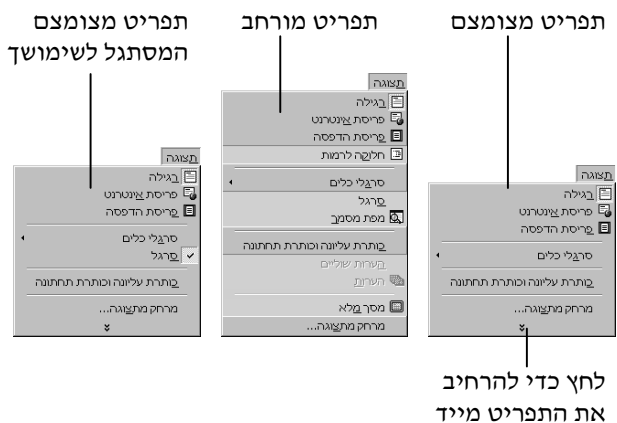 תפריט מצומצם
תצוגה
רגילה
פריסת אינטרנט
פריסת הדפסה
סרגלי כלים
כותרת עליונה וכותרת תחתונה
מרחק מתצוגה...
לחץ כדי להרחיב
את התפריט מייד
תפריט מורחב
תצוגה
רגילה
פריסת אינטרנט
פריסת הדפסה
חלוקה לרמות
סרגלי כלים
סרגל
מפת מסמך
כותרת עליונה וכותרת תחתונה
הערות שוליים
הערות
מסך מלא
מרחק מתצוגה...
תפריט מצומצם
המסתגל לשימושך
תצוגה
רגילה
פריסת אינטרנט
פריסת הדפסה
סרגלי כלים
סרגל
כותרת עליונה וכותרת תחתונה
מרחק מתצוגה...